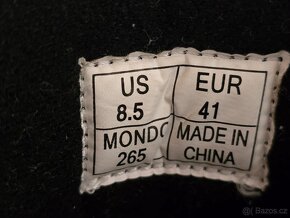 US EUR
8.5 41
MONDO MADE IN
265 CHINA
Bazos.cz